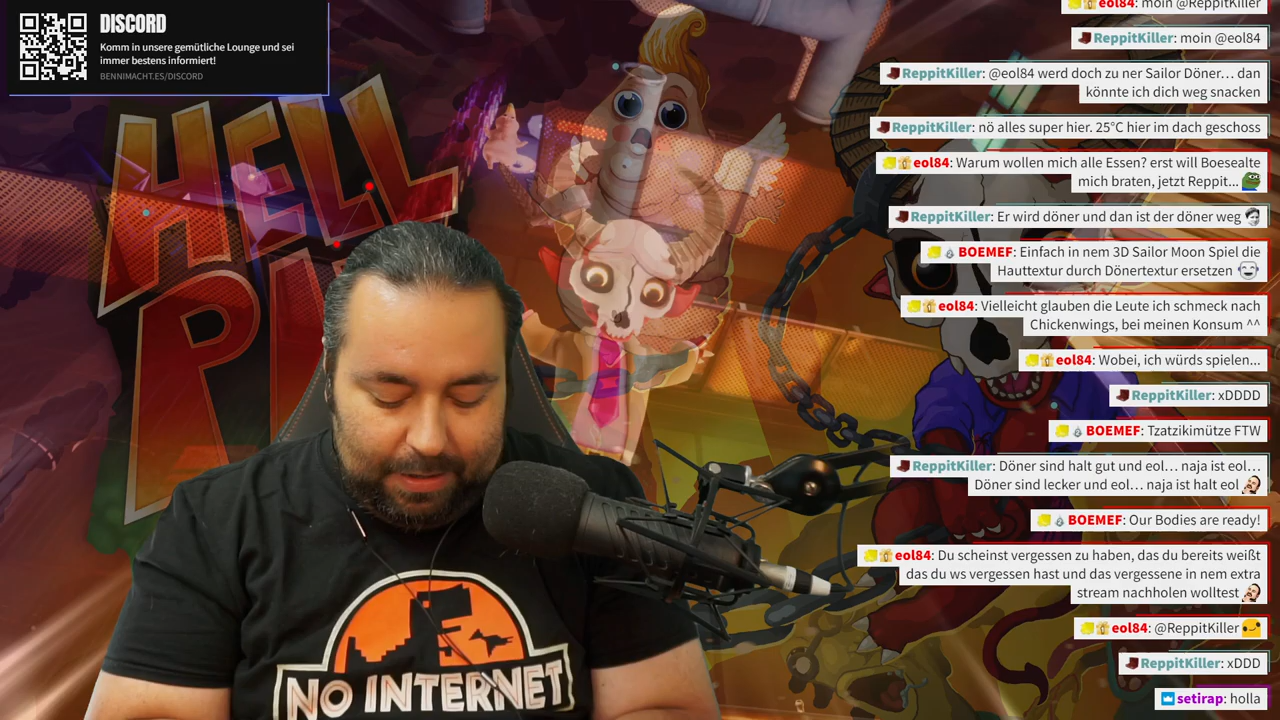 DISCORD
Komm in unsere gemütliche Lounge und sei
immer bestens informiert!
BENNIMACHT.ES/DISCORD
HELL
NO INTERNET
eol84: moin @ReppitKiller
ReppitKiller: moin @eol84
ReppitKiller: @eol84 werd doch zu ner Sailor Döner… dan
könnte ich dich weg snacken
ReppitKiller: nö alles super hier. 25°C hier im dach geschoss
eol84: Warum wollen mich alle Essen? erst will Boesealte
mich braten, jetzt Reppit...
ReppitKiller: Er wird döner und dan ist der döner weg
BOEMEF: Einfach in nem 3D Sailor Moon Spiel die
Hauttextur durch Dönertextur ersetzen
eol84: Vielleicht glauben die Leute ich schmeck nach
Chickenwings, bei meinen Konsum ^^
eol84: Wobei, ich würds spielen...
ReppitKiller: xDDDD
BOEMEF: Tzatzikimütze FTW
ReppitKiller: Döner sind halt gut und eol… naja ist eol…
Döner sind lecker und eol… naja ist halt eol
BOEMEF: Our Bodies are ready!
eol84: Du scheinst vergessen zu haben, das du bereits weißt
das du ws vergessen hast und das vergessene in nem extra
stream nachholen wolltest
eol84: @ReppitKiller
ReppitKiller: xDDD
setirap: holla